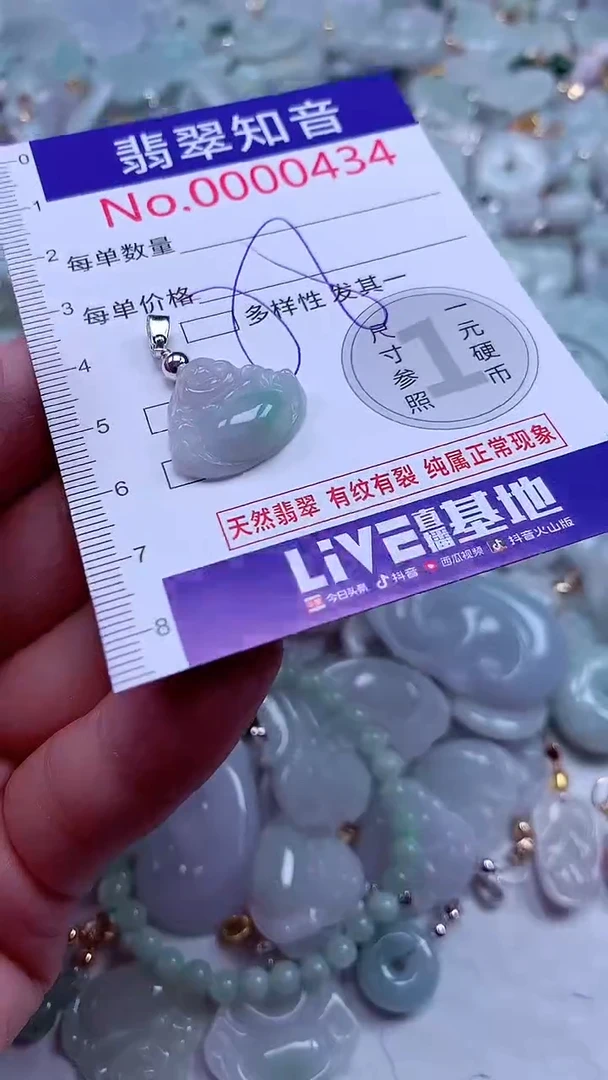 翡翠知音
No.0000434
每单数量
每单价格
多样性 发其一
尺寸参照
一元硬币
1
天然翡翠 有纹有裂 纯属正常现象
LiVE直播基地
今日头条 抖音 西瓜视频 抖音火山版
0
1
2
3
4
5
6
7
8